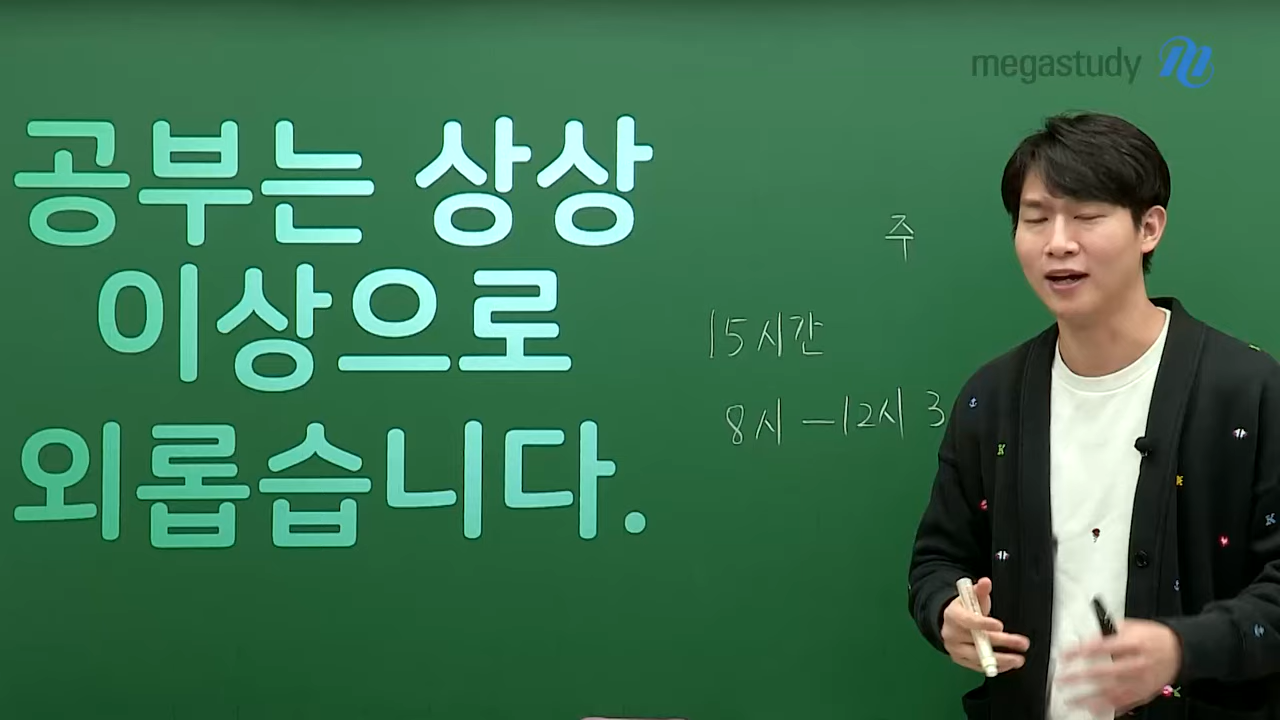 megastudy
공부는 상상
이상으로
외롭습니다.
주
15시간
8시 - 12시 3